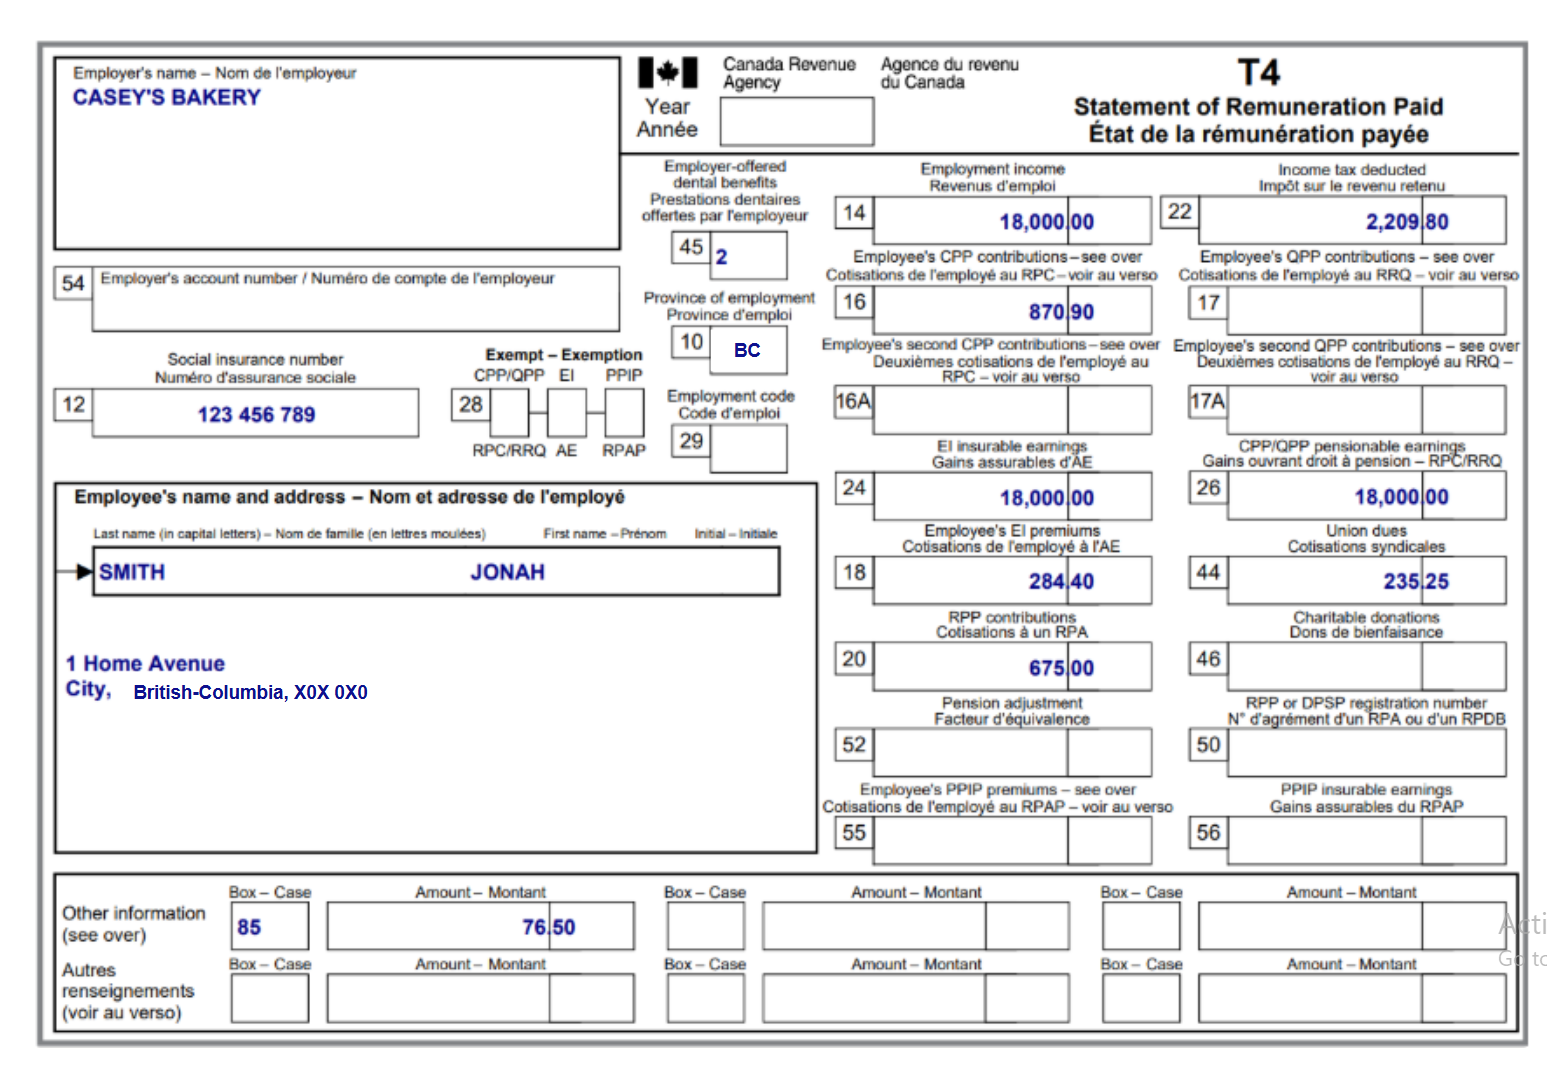 Employer's name – Nom de l'employeur
CASEY'S BAKERY
Canada Revenue Agency
Agence du revenu du Canada
Year
Année
T4
Statement of Remuneration Paid
État de la rémunération payée
54 Employer's account number / Numéro de compte de l'employeur
Social insurance number
Numéro d'assurance sociale
12 123 456 789
Exempt – Exemption
CPP/QPP EI PPIP
28
RPC/RRQ AE RPAP
Employer-offered
dental benefits
Prestations dentaires
offertes par l'employeur
45 2
Province of employment
Province d'emploi
10 BC
Employment code
Code d'emploi
29
Employment income
Revenus d'emploi
14 18,000.00
Income tax deducted
Impôt sur le revenu retenu
22 2,209.80
Employee's CPP contributions – see over
Cotisations de l'employé au RPC – voir au verso
16 870.90
Employee's QPP contributions – see over
Cotisations de l'employé au RRQ – voir au verso
17
Employee's second CPP contributions – see over
Deuxièmes cotisations de l'employé au
RPC – voir au verso
16A
Employee's second QPP contributions – see over
Deuxièmes cotisations de l'employé au RRQ –
voir au verso
17A
EI insurable earnings
Gains assurables d'AE
24 18,000.00
CPP/QPP pensionable earnings
Gains ouvrant droit à pension – RPC/RRQ
26 18,000.00
Employee's EI premiums
Cotisations de l'employé à l'AE
18 284.40
Union dues
Cotisations syndicales
44 235.25
RPP contributions
Cotisations à un RPA
20 675.00
Charitable donations
Dons de bienfaisance
46
Pension adjustment
Facteur d'équivalence
52
RPP or DPSP registration number
N° d'agrément d'un RPA ou d'un RPDB
50
Employee's PPIP premiums – see over
Cotisations de l'employé au RPAP – voir au verso
55
PPIP insurable earnings
Gains assurables du RPAP
56
Employee's name and address – Nom et adresse de l'employé
Last name (in capital letters) – Nom de famille (en lettres moulées) First name – Prénom Initial – Initiale
SMITH JONAH
1 Home Avenue
City, British-Columbia, X0X 0X0
Other information
(see over)
Box – Case Amount – Montant Box – Case Amount – Montant Box – Case Amount – Montant
85 76.50
Autres
renseignements
(voir au verso)
Box – Case Amount – Montant Box – Case Amount – Montant Box – Case Amount – Montant